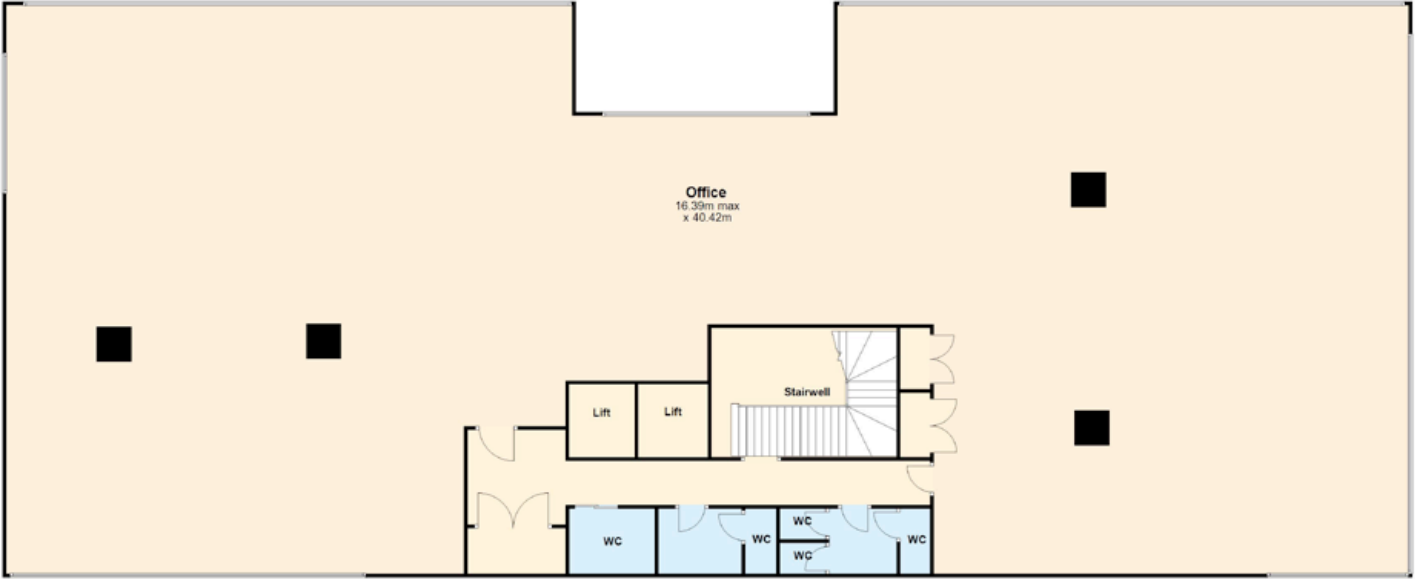 Office
16.39m max
x 40.42m
Stairwell
Lift
Lift
WC
WC
WC
WC
WC